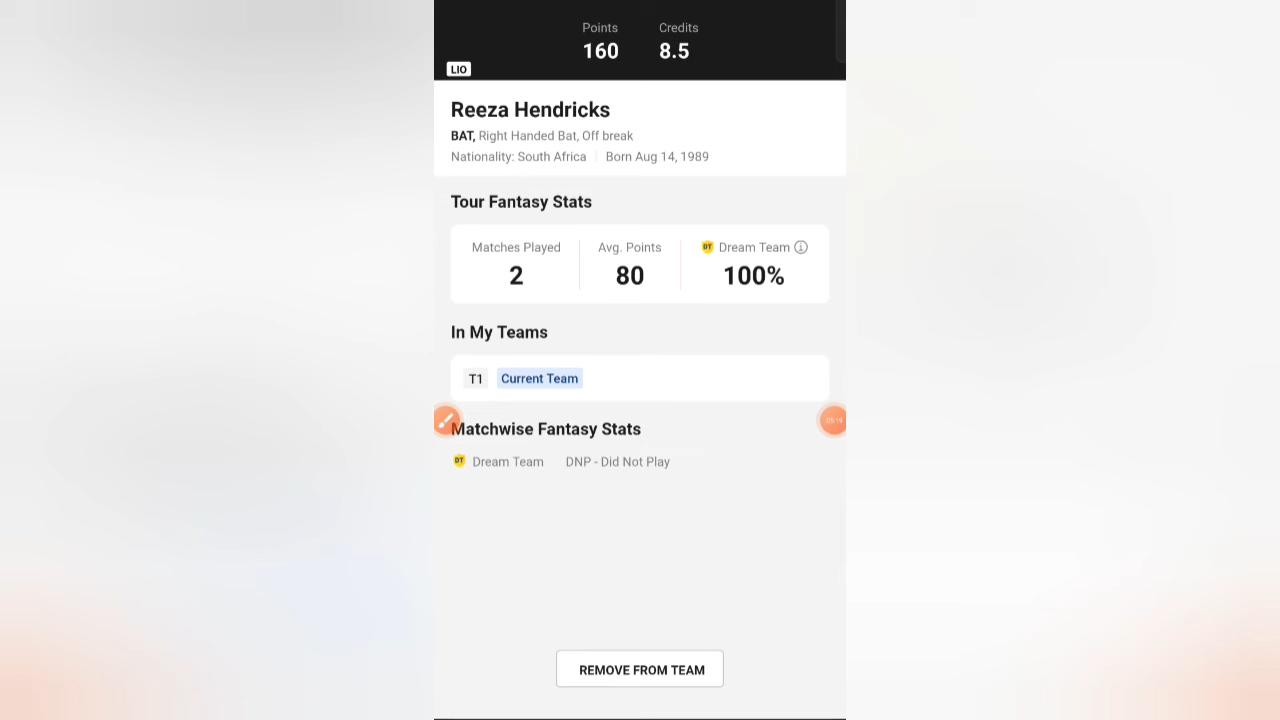 Points Credits
160 8.5
LIO
Reeza Hendricks
BAT, Right Handed Bat, Off break
Nationality: South Africa Born Aug 14, 1989
Tour Fantasy Stats
Matches Played Avg. Points DT Dream Team
2 80 100%
In My Teams
T1 Current Team
Matchwise Fantasy Stats
DT Dream Team DNP - Did Not Play
REMOVE FROM TEAM